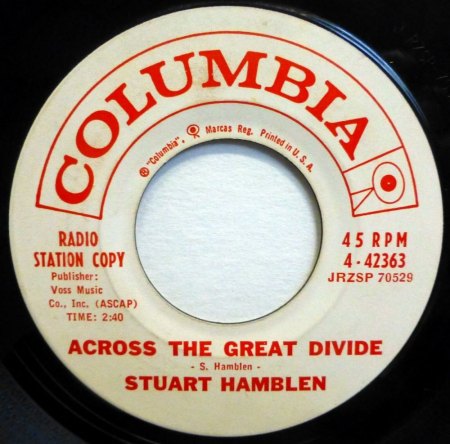 COLUMBIA
® "Columbia", Marcas Reg. Printed in U. S. A.
RADIO
STATION COPY
Publisher:
Voss Music
Co., Inc. (ASCAP)
TIME: 2:40
45 RPM
4-42363
JRZSP 70529
ACROSS THE GREAT DIVIDE
- S. Hamblen -
STUART HAMBLEN